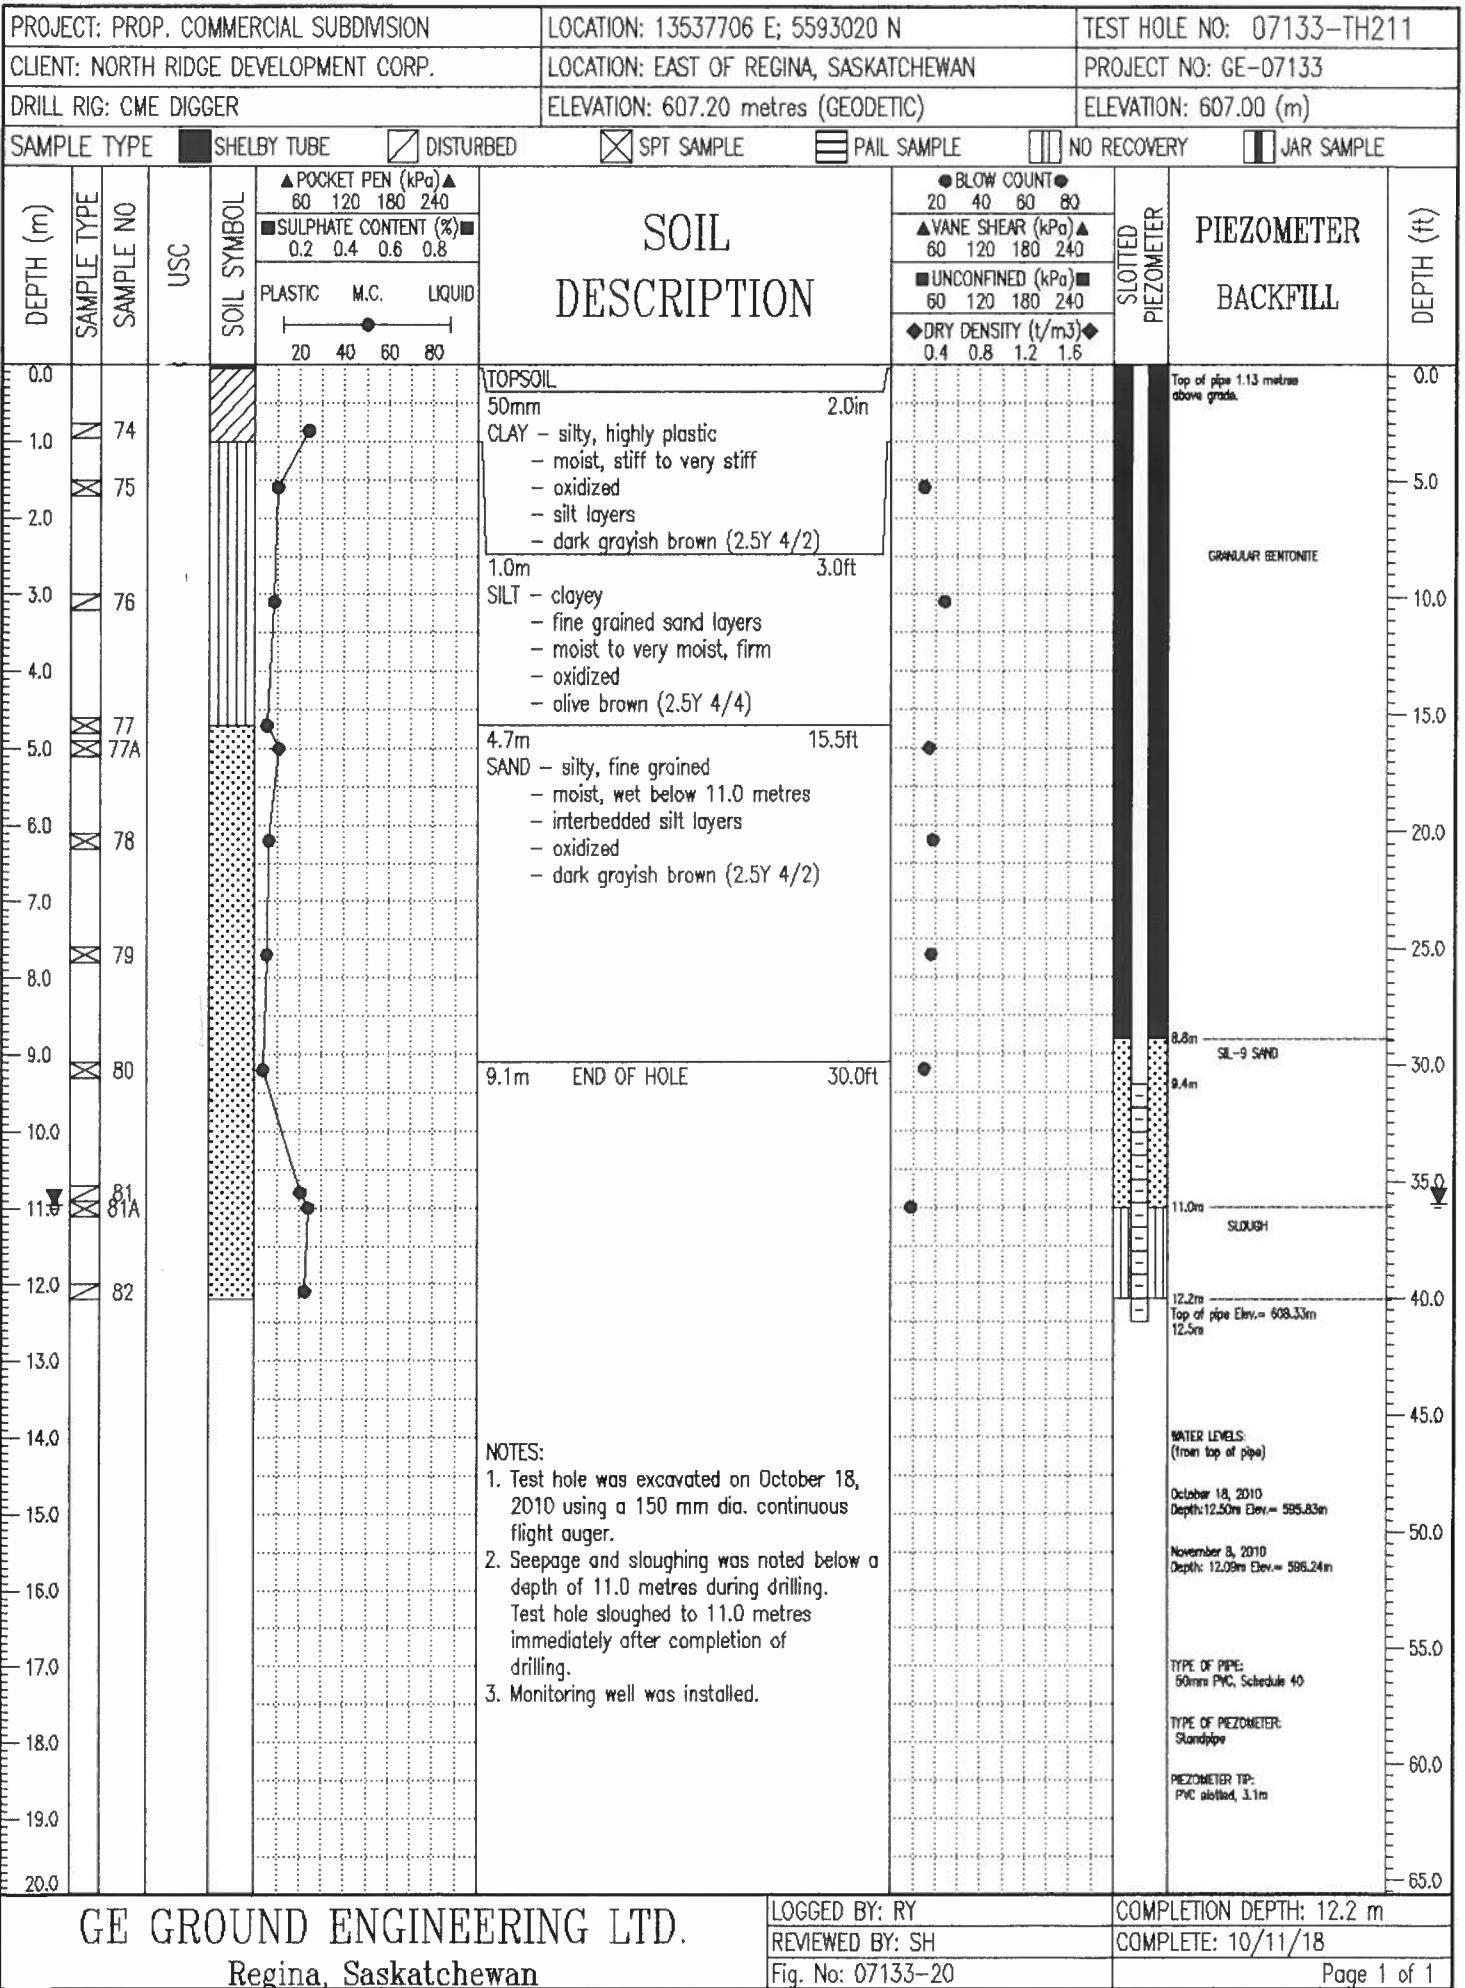 PROJECT: PROP. COMMERCIAL SUBDIVISION
LOCATION: 13537706 E; 5593020 N
TEST HOLE NO: 07133-TH211
CLIENT: NORTH RIDGE DEVELOPMENT CORP.
LOCATION: EAST OF REGINA, SASKATCHEWAN
PROJECT NO: GE-07133
DRILL RIG: CME DIGGER
ELEVATION: 607.20 metres (GEODETIC)
ELEVATION: 607.00 (m)
SAMPLE TYPE SHELBY TUBE DISTURBED SPT SAMPLE PAIL SAMPLE NO RECOVERY JAR SAMPLE
DEPTH (m)
SAMPLE TYPE
SAMPLE NO
USC
SOIL SYMBOL
▲POCKET PEN (kPa)▲
60 120 180 240
■SULPHATE CONTENT (%)■
0.2 0.4 0.6 0.8
PLASTIC M.C. LIQUID
20 40 60 80
SOIL
DESCRIPTION
●BLOW COUNT●
20 40 60 80
▲VANE SHEAR (kPa)▲
60 120 180 240
■UNCONFINED (kPa)■
60 120 180 240
◆DRY DENSITY (t/m3)◆
0.4 0.8 1.2 1.6
SLOTTED
PIEZOMETER
PIEZOMETER
BACKFILL
DEPTH (ft)
0.0
1.0
2.0
3.0
4.0
5.0
6.0
7.0
8.0
9.0
10.0
11.0
12.0
13.0
14.0
15.0
16.0
17.0
18.0
19.0
20.0
74
75
76
77
77A
78
79
80
81
81A
82
TOPSOIL
50mm 2.0in
CLAY - silty, highly plastic
- moist, stiff to very stiff
- oxidized
- silt layers
- dark grayish brown (2.5Y 4/2)
1.0m 3.0ft
SILT - clayey
- fine grained sand layers
- moist to very moist, firm
- oxidized
- olive brown (2.5Y 4/4)
4.7m 15.5ft
SAND - silty, fine grained
- moist, wet below 11.0 metres
- interbedded silt layers
- oxidized
- dark grayish brown (2.5Y 4/2)
9.1m END OF HOLE 30.0ft
NOTES:
1. Test hole was excavated on October 18,
2010 using a 150 mm dia. continuous
flight auger.
2. Seepage and sloughing was noted below a
depth of 11.0 metres during drilling.
Test hole sloughed to 11.0 metres
immediately after completion of
drilling.
3. Monitoring well was installed.
Top of pipe 1.13 metres
above grade.
GRANULAR BENTONITE
8.8m
SIL-9 SAND
9.4m
11.0m
SLOUGH
12.2m
Top of pipe Elev.= 608.33m
12.5m
WATER LEVELS:
(from top of pipe)
October 18, 2010
Depth:12.50m Elev.= 595.83m
November 8, 2010
Depth: 12.09m Elev.= 596.24m
TYPE OF PIPE:
50mm PVC, Schedule 40
TYPE OF PIEZOMETER:
Standpipe
PIEZOMETER TIP:
PVC slotted, 3.1m
0.0
5.0
10.0
15.0
20.0
25.0
30.0
35.0
40.0
45.0
50.0
55.0
60.0
65.0
GE GROUND ENGINEERING LTD.
Regina, Saskatchewan
LOGGED BY: RY
REVIEWED BY: SH
Fig. No: 07133-20
COMPLETION DEPTH: 12.2 m
COMPLETE: 10/11/18
Page 1 of 1